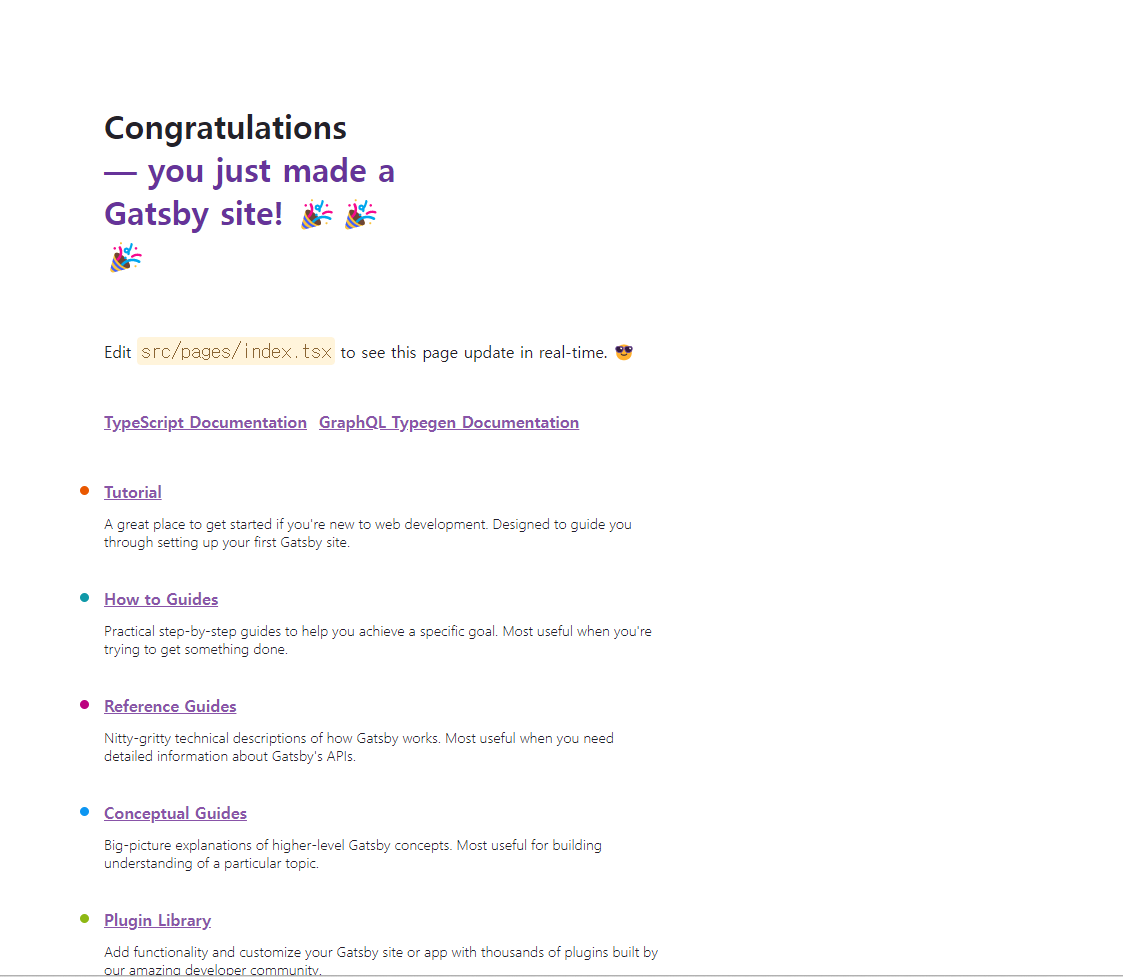 Congratulations
— you just made a
Gatsby site! 🎉 🎉
🎉
Edit src/pages/index.tsx to see this page update in real-time. 😎
TypeScript Documentation GraphQL Typegen Documentation
Tutorial
A great place to get started if you're new to web development. Designed to guide you
through setting up your first Gatsby site.
How to Guides
Practical step-by-step guides to help you achieve a specific goal. Most useful when you're
trying to get something done.
Reference Guides
Nitty-gritty technical descriptions of how Gatsby works. Most useful when you need
detailed information about Gatsby's APIs.
Conceptual Guides
Big-picture explanations of higher-level Gatsby concepts. Most useful for building
understanding of a particular topic.
Plugin Library
Add functionality and customize your Gatsby site or app with thousands of plugins built by
our amazing developer community.